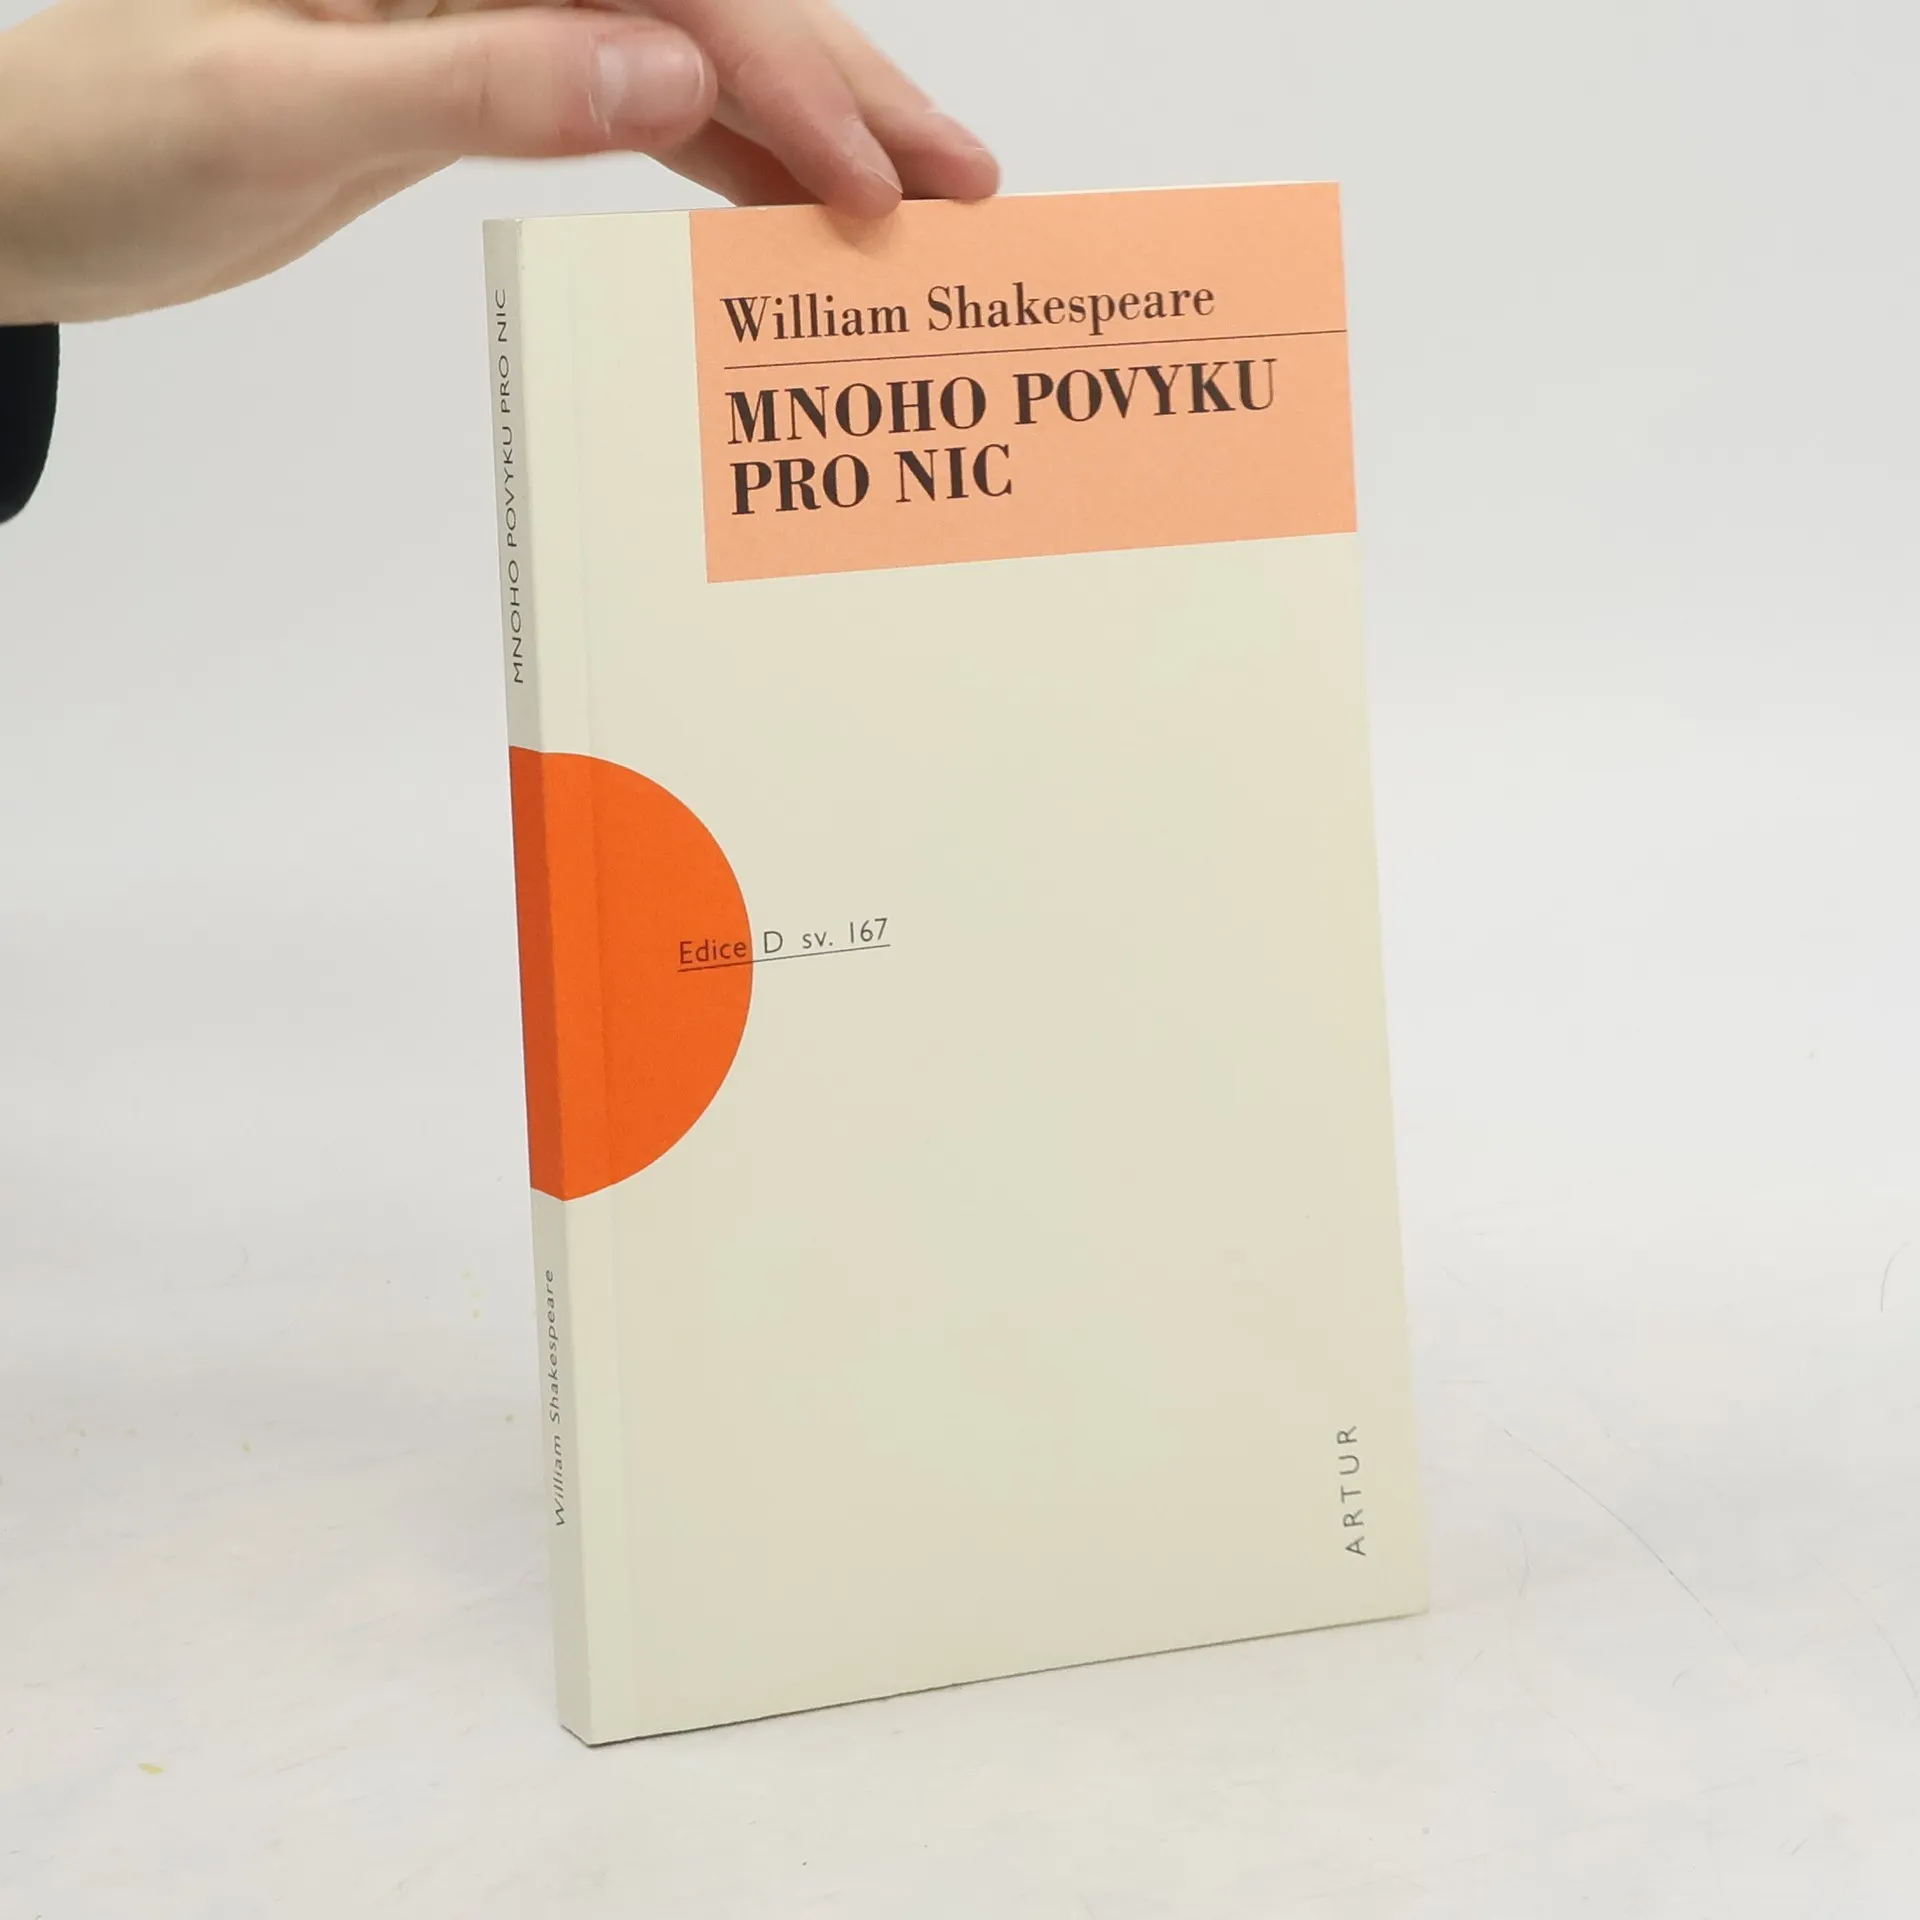 William Shakespeare
MNOHO POVYKU
PRO NIC
Edice D sv. 167
ARTUR
MNOHO POVYKU PRO NIC
William Shakespeare